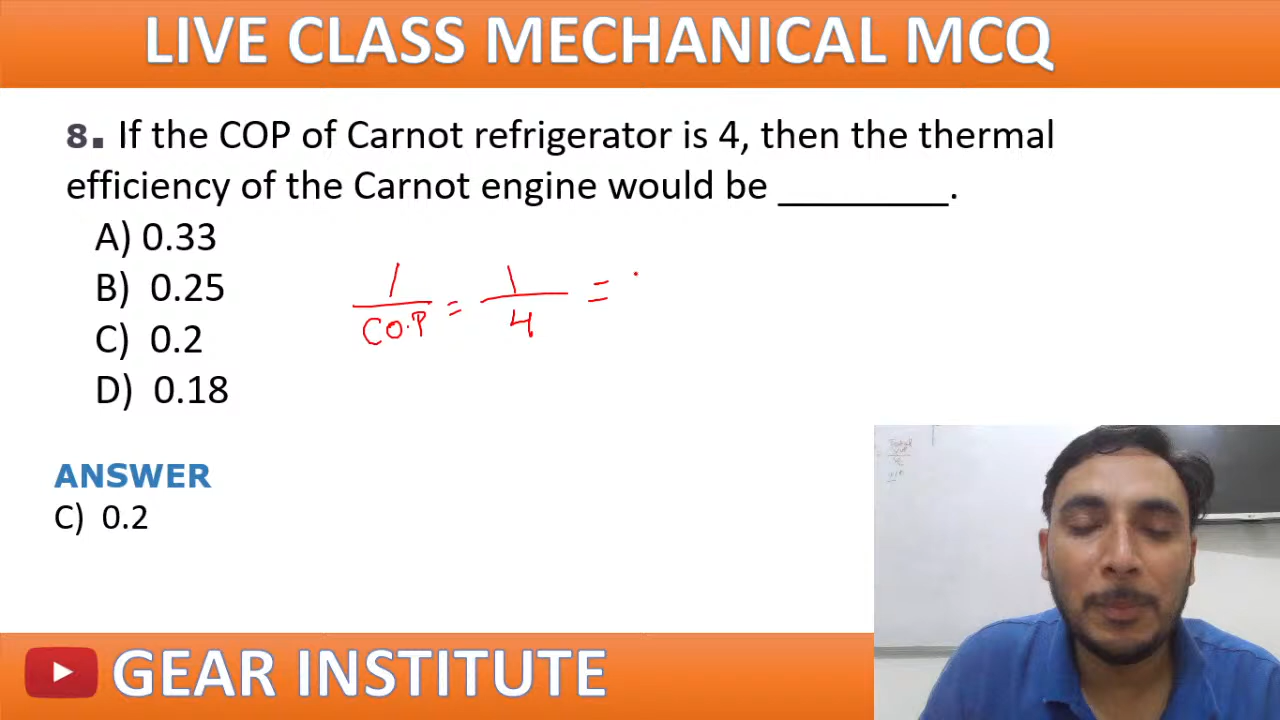 LIVE CLASS MECHANICAL MCQ
8. If the COP of Carnot refrigerator is 4, then the thermal
efficiency of the Carnot engine would be _________.
A) 0.33
B) 0.25
C) 0.2
D) 0.18
1/C0.P = 1/4 =
ANSWER
C) 0.2
GEAR INSTITUTE